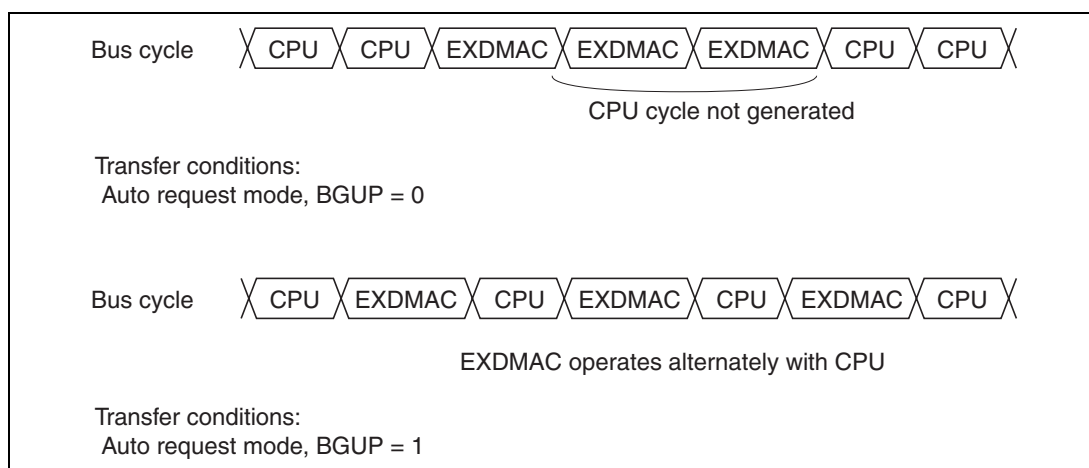 Bus cycle CPU CPU EXDMAC EXDMAC EXDMAC CPU CPU
CPU cycle not generated
Transfer conditions:
Auto request mode, BGUP = 0
Bus cycle CPU EXDMAC CPU EXDMAC CPU EXDMAC CPU
EXDMAC operates alternately with CPU
Transfer conditions:
Auto request mode, BGUP = 1